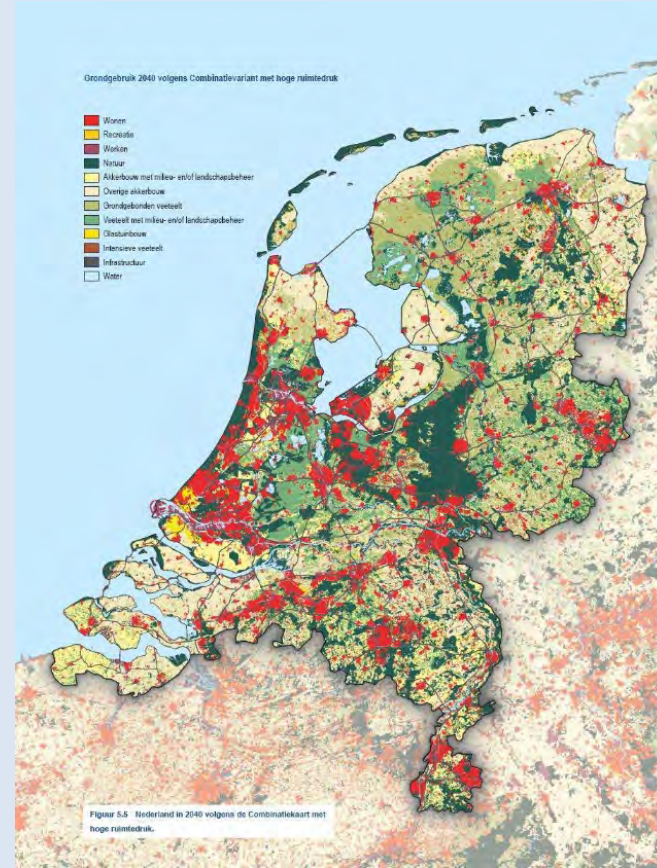 Grondgebruik 2040 volgens Combinatievariant met hoge ruimtedruk
Wonen
Recreatie
Werken
Natuur
Akkerbouw met milieu- en/of landschapsbeheer
Overige akkerbouw
Grondgebonden veeteelt
Veeteelt met milieu- en/of landschapsbeheer
Glastuinbouw
Intensieve veeteelt
Infrastructuur
Water
Figuur 5.5 Nederland in 2040 volgens de Combinatiekaart met
hoge ruimtedruk.